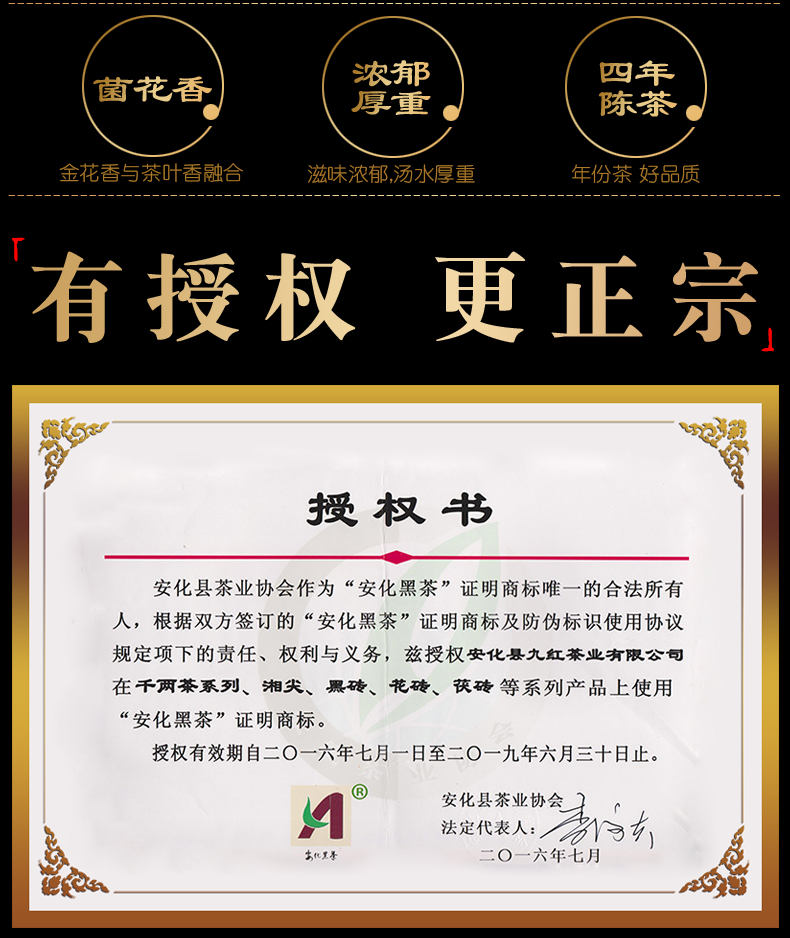 菌花香
浓郁
厚重
四年
陈茶
金花香与茶叶香融合
滋味浓郁,汤水厚重
年份茶 好品质
「有授权 更正宗」
授权书
安化县茶业协会作为“安化黑茶”证明商标唯一的合法所有
人，根据双方签订的“安化黑茶”证明商标及防伪标识使用协议
规定项下的责任、权利与义务，兹授权安化县九红茶业有限公司
在千两茶系列、湘尖、黑砖、花砖、茯砖等系列产品上使用
“安化黑茶”证明商标。
授权有效期自二〇一六年七月一日至二〇一九年六月三十日止。
®
安化黑茶
安化县茶业协会
法定代表人：
二〇一六年七月